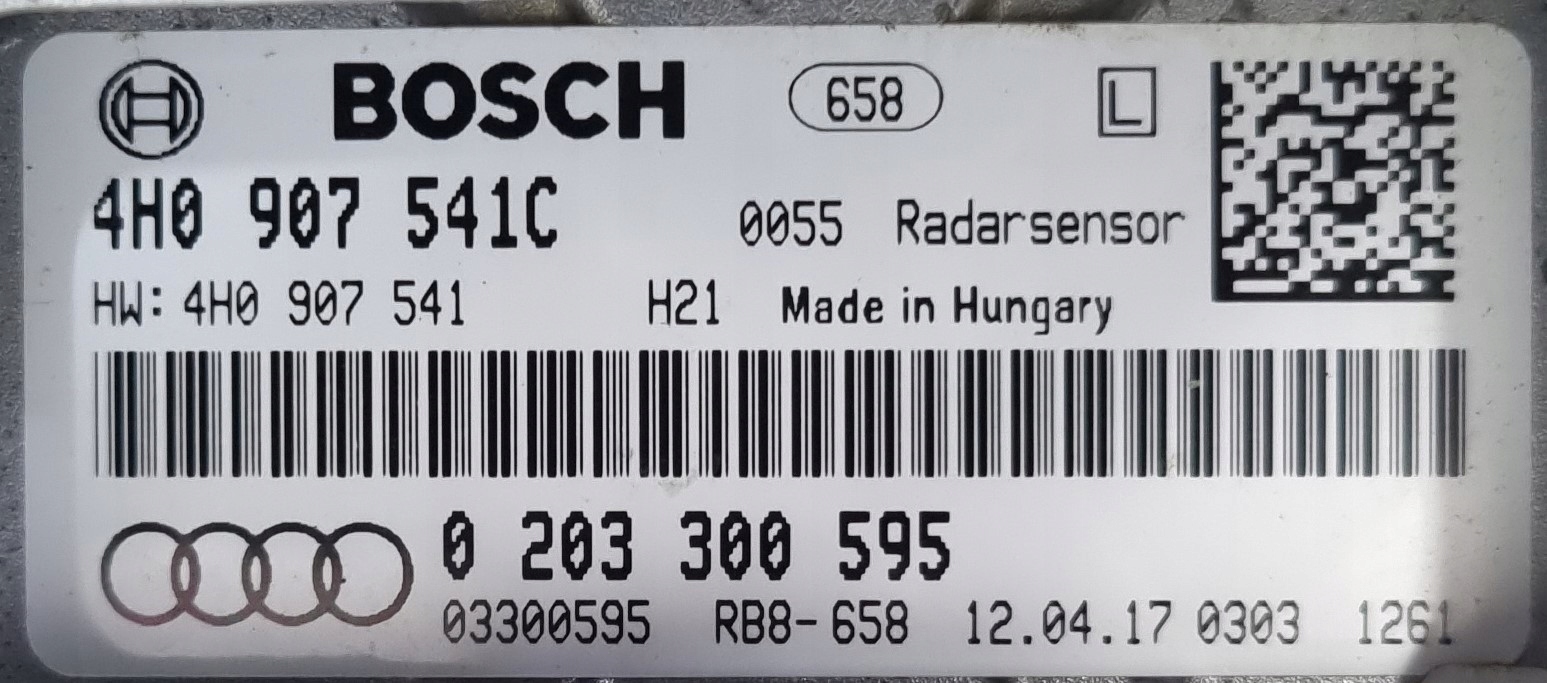 BOSCH 658 L
4H0 907 541C 0055 Radarsensor
HW: 4H0 907 541 H21 Made in Hungary
0 203 300 595
03300595 RB8-658 12.04.17 0303 1261